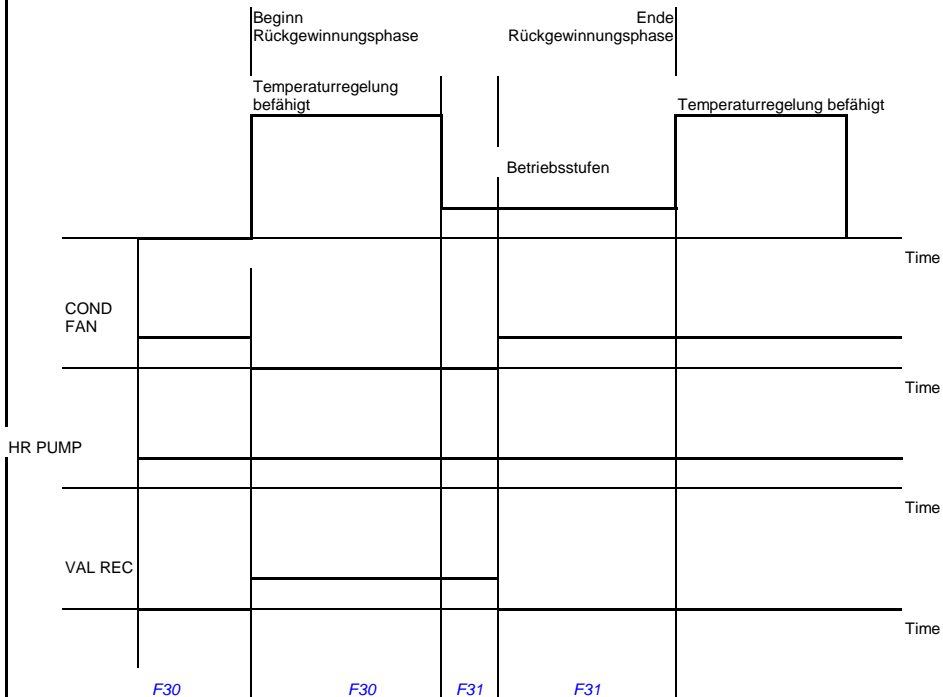 Beginn
Rückgewinnungsphase
Ende
Rückgewinnungsphase
Temperaturregelung
befähigt
Temperaturregelung befähigt
Betriebsstufen
Time
COND
FAN
Time
HR PUMP
Time
VAL REC
Time
F30
F30
F31
F31